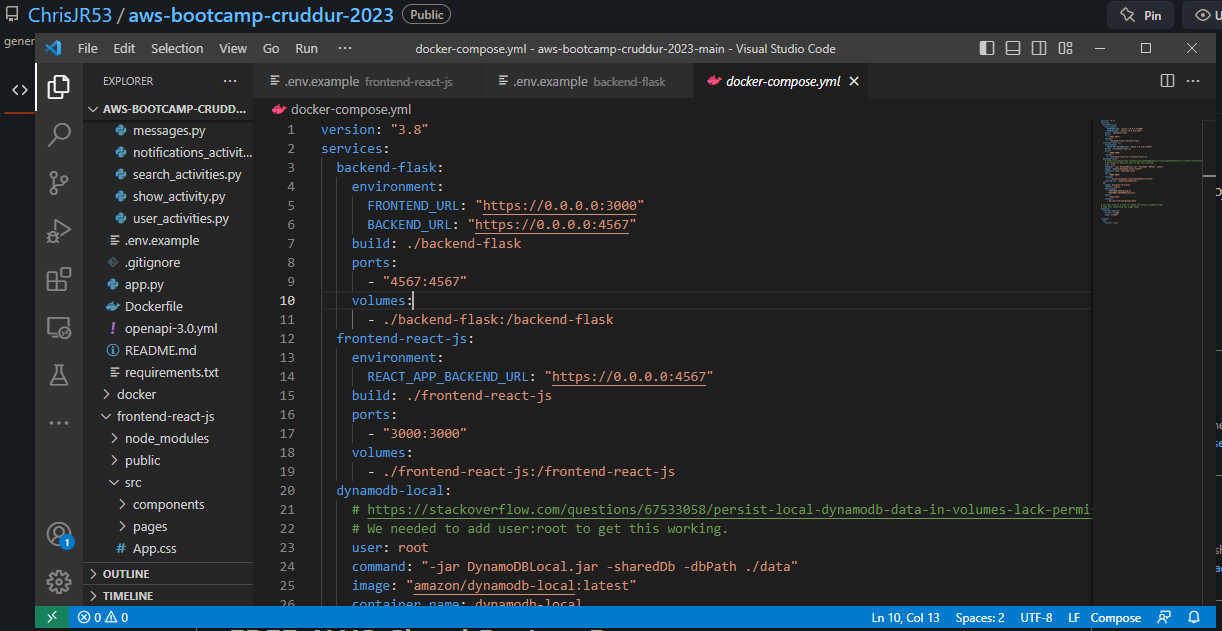 ChrisJR53 / aws-bootcamp-cruddur-2023 Public
Pin
gener
File Edit Selection View Go Run ···
docker-compose.yml - aws-bootcamp-cruddur-2023-main - Visual Studio Code
EXPLORER ···
AWS-BOOTCAMP-CRUDD...
messages.py
notifications_activit...
search_activities.py
show_activity.py
user_activities.py
.env.example
.gitignore
app.py
Dockerfile
openapi-3.0.yml
README.md
requirements.txt
docker
frontend-react-js
node_modules
public
src
components
pages
App.css
OUTLINE
TIMELINE
1
.env.example frontend-react-js
.env.example backend-flask
docker-compose.yml
docker-compose.yml
1 version: "3.8"
2 services:
3 backend-flask:
4 environment:
5 FRONTEND_URL: "https://0.0.0.0:3000"
6 BACKEND_URL: "https://0.0.0.0:4567"
7 build: ./backend-flask
8 ports:
9 - "4567:4567"
10 volumes:
11 - ./backend-flask:/backend-flask
12 frontend-react-js:
13 environment:
14 REACT_APP_BACKEND_URL: "https://0.0.0.0:4567"
15 build: ./frontend-react-js
16 ports:
17 - "3000:3000"
18 volumes:
19 - ./frontend-react-js:/frontend-react-js
20 dynamodb-local:
21 # https://stackoverflow.com/questions/67533058/persist-local-dynamodb-data-in-volumes-lack-permi
22 # We needed to add user:root to get this working.
23 user: root
24 command: "-jar DynamoDBLocal.jar -sharedDb -dbPath ./data"
25 image: "amazon/dynamodb-local:latest"
26 container_name: dynamodb-local
0 0
Ln 10, Col 13 Spaces: 2 UTF-8 LF Compose